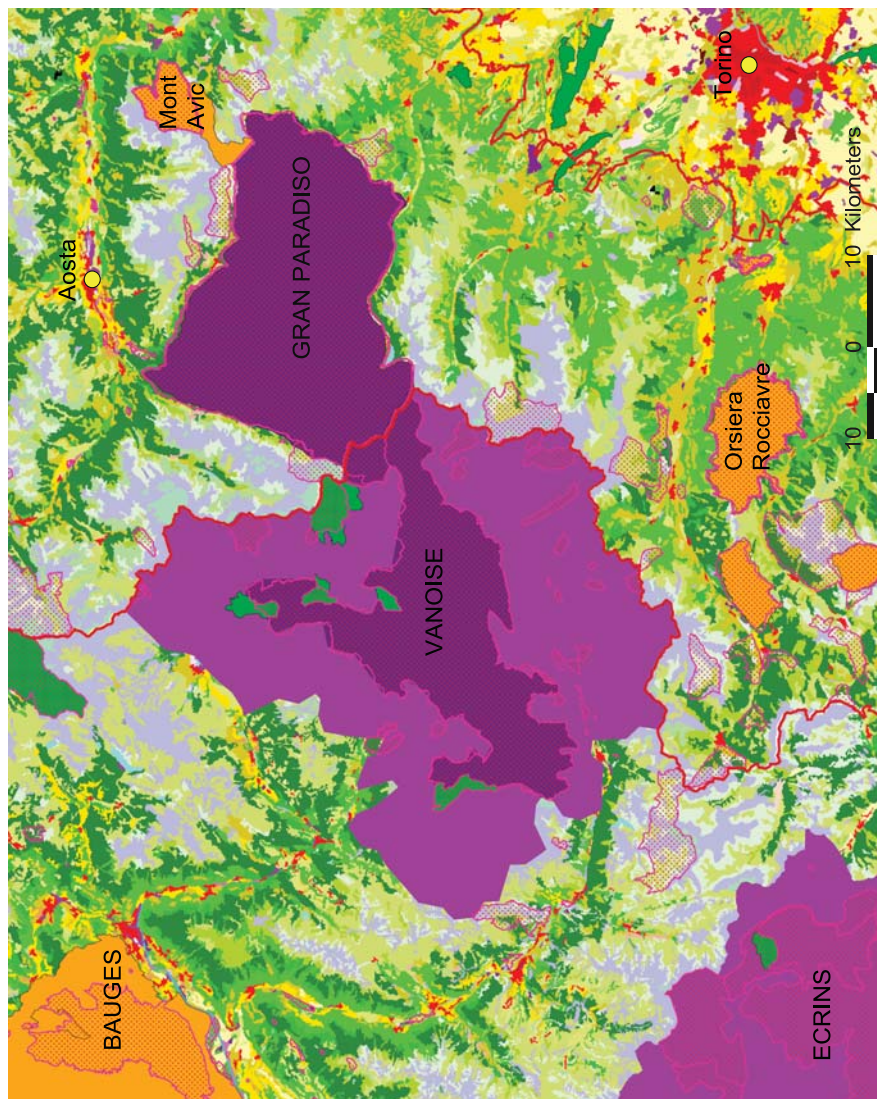 BAUGES
Mont
Avic
Aosta
GRAN PARADISO
VANOISE
ECRINS
Orsiera
Rocciavre
Torino
10 0 10 Kilometers